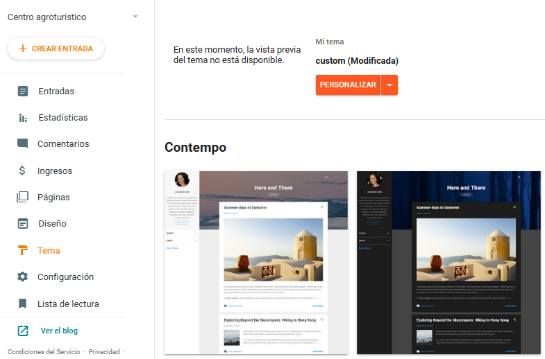 Centro agroturístico
CREAR ENTRADA
Entradas
Estadísticas
Comentarios
Ingresos
Páginas
Diseño
Tema
Configuración
Lista de lectura
Ver el blog
Condiciones del Servicio · Privacidad ·
En este momento, la vista previa
del tema no está disponible.
Mi tema
custom (Modificada)
PERSONALIZAR
Contempo
Here and There
Summer days in Santorini
Exploring Beyond the Skyscrapers: Hiking in Hong Kong
Here and There
Summer days in Santorini
Exploring Beyond the Skyscrapers: Hiking in Hong Kong